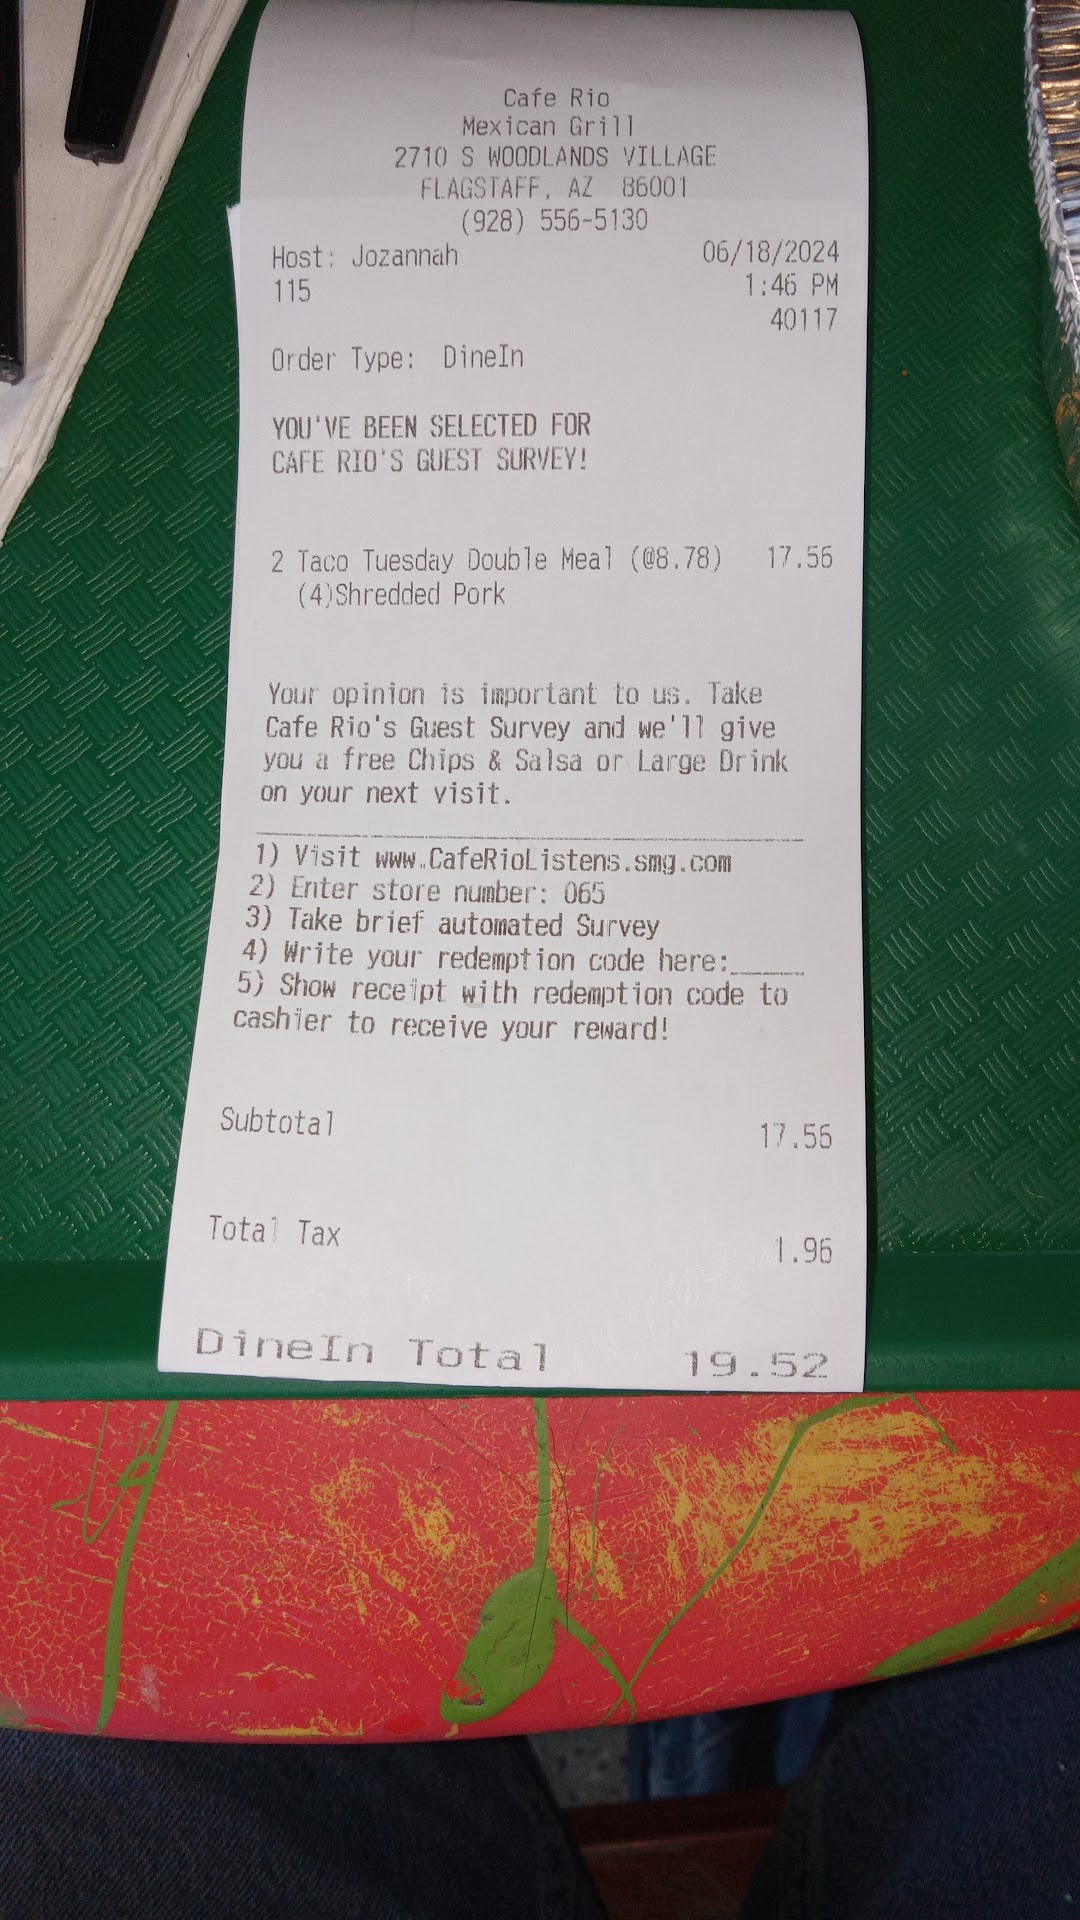 Cafe Rio
Mexican Grill
2710 S WOODLANDS VILLAGE
FLAGSTAFF, AZ 86001
(928) 556-5130
Host: Jozannah 06/18/2024
115 1:46 PM
40117
Order Type: DineIn
YOU'VE BEEN SELECTED FOR
CAFE RIO'S GUEST SURVEY!
2 Taco Tuesday Double Meal (@8.78) 17.56
(4)Shredded Pork
Your opinion is important to us. Take
Cafe Rio's Guest Survey and we'll give
you a free Chips & Salsa or Large Drink
on your next visit.
1) Visit www.CafeRioListens.smg.com
2) Enter store number: 065
3) Take brief automated Survey
4) Write your redemption code here:______
5) Show receipt with redemption code to
cashier to receive your reward!
Subtotal 17.56
Total Tax 1.96
DineIn Total 19.52